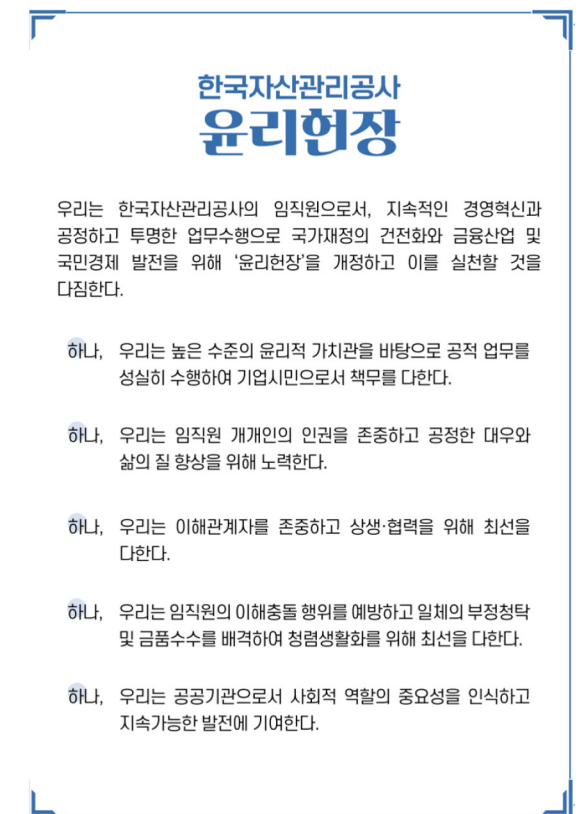 한국자산관리공사
윤리헌장
우리는 한국자산관리공사의 임직원으로서, 지속적인 경영혁신과
공정하고 투명한 업무수행으로 국가재정의 건전화와 금융산업 및
국민경제 발전을 위해 ‘윤리헌장’을 개정하고 이를 실천할 것을
다짐한다.
하나, 우리는 높은 수준의 윤리적 가치관을 바탕으로 공적 업무를
성실히 수행하여 기업시민으로서 책무를 다한다.
하나, 우리는 임직원 개개인의 인권을 존중하고 공정한 대우와
삶의 질 향상을 위해 노력한다.
하나, 우리는 이해관계자를 존중하고 상생·협력을 위해 최선을
다한다.
하나, 우리는 임직원의 이해충돌 행위를 예방하고 일체의 부정청탁
및 금품수수를 배격하여 청렴생활화를 위해 최선을 다한다.
하나, 우리는 공공기관으로서 사회적 역할의 중요성을 인식하고
지속가능한 발전에 기여한다.